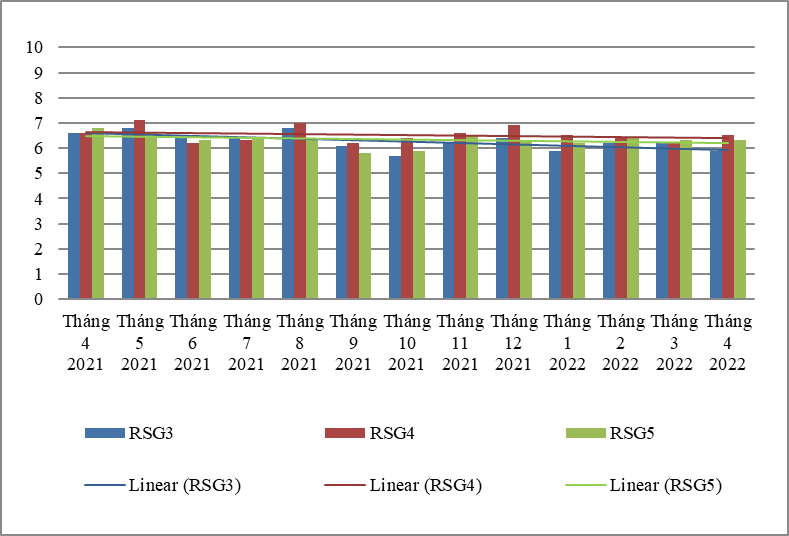 10
9
8
7
6
5
4
3
2
1
0
Tháng Tháng Tháng Tháng Tháng Tháng Tháng Tháng Tháng Tháng Tháng Tháng Tháng
4 5 6 7 8 9 10 11 12 1 2 3 4
2021 2021 2021 2021 2021 2021 2021 2021 2021 2022 2022 2022 2022
RSG3 RSG4 RSG5
Linear (RSG3) Linear (RSG4) Linear (RSG5)